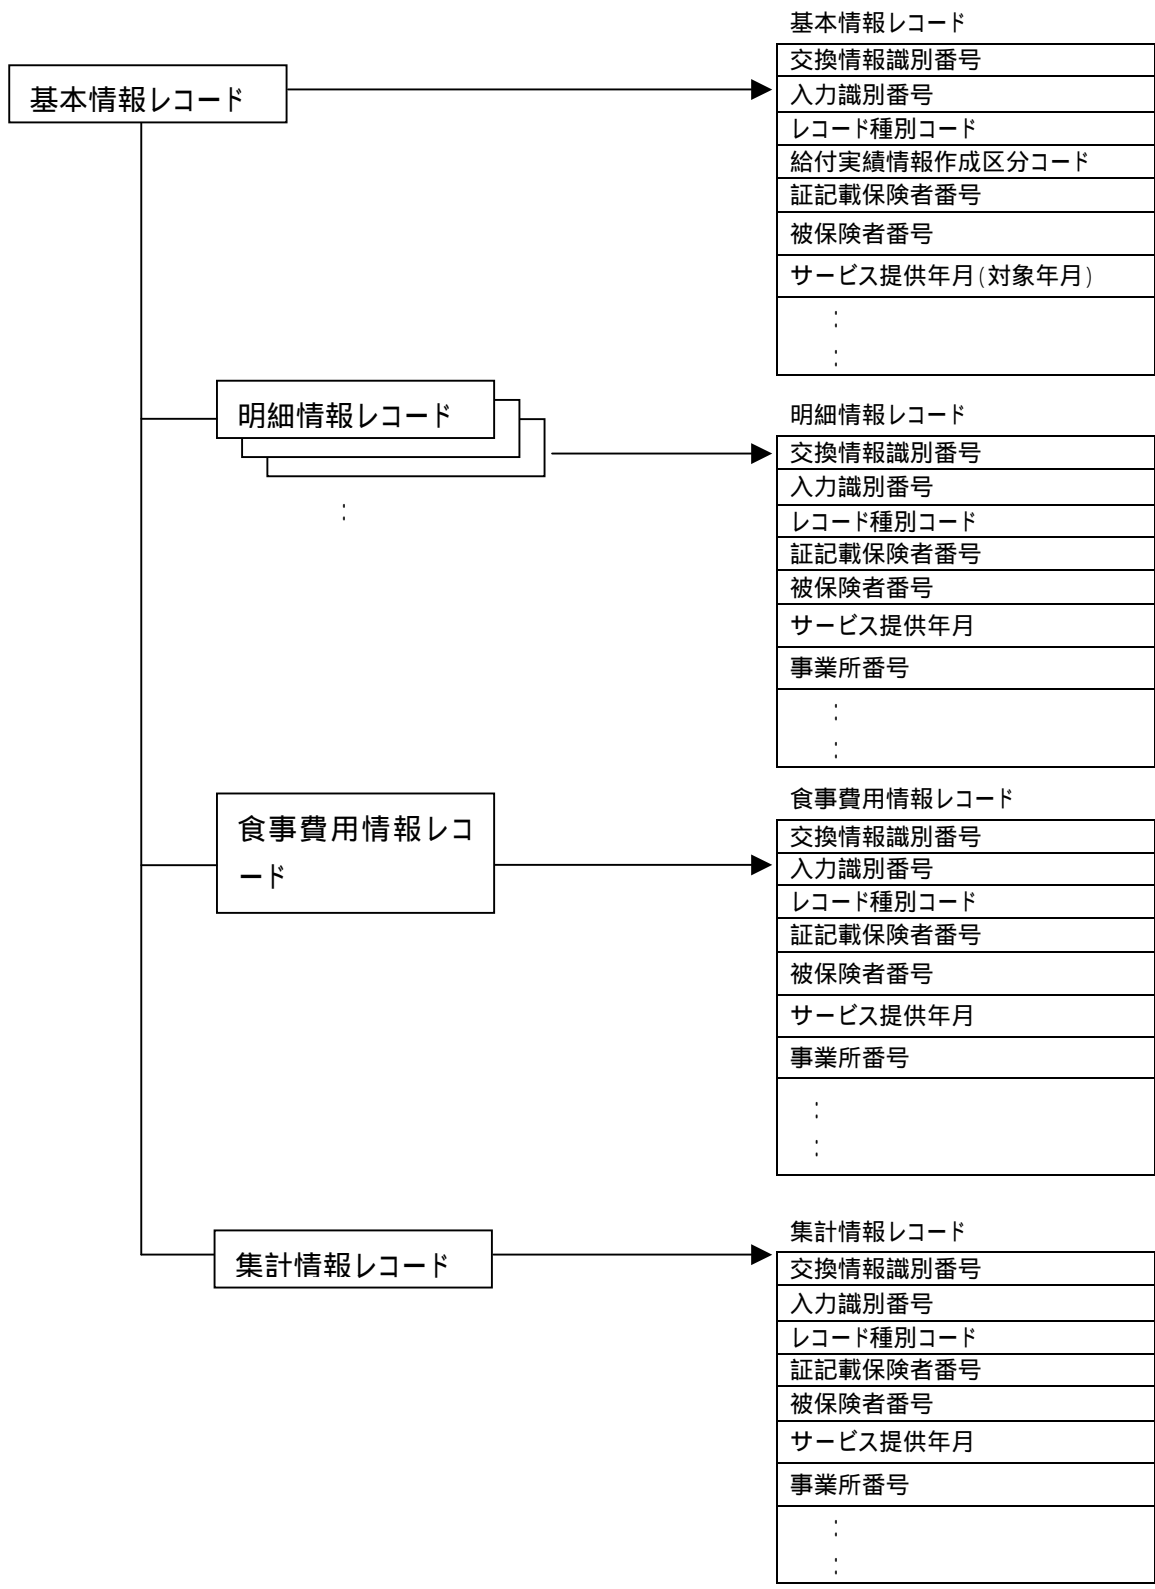 基本情報レコード
基本情報レコード
交換情報識別番号
入力識別番号
レコード種別コード
給付実績情報作成区分コード
証記載保険者番号
被保険者番号
サービス提供年月(対象年月)
:
:
明細情報レコード
:
明細情報レコード
交換情報識別番号
入力識別番号
レコード種別コード
証記載保険者番号
被保険者番号
サービス提供年月
事業所番号
:
:
食事費用情報レコ
ード
食事費用情報レコード
交換情報識別番号
入力識別番号
レコード種別コード
証記載保険者番号
被保険者番号
サービス提供年月
事業所番号
:
:
集計情報レコード
集計情報レコード
交換情報識別番号
入力識別番号
レコード種別コード
証記載保険者番号
被保険者番号
サービス提供年月
事業所番号
:
: